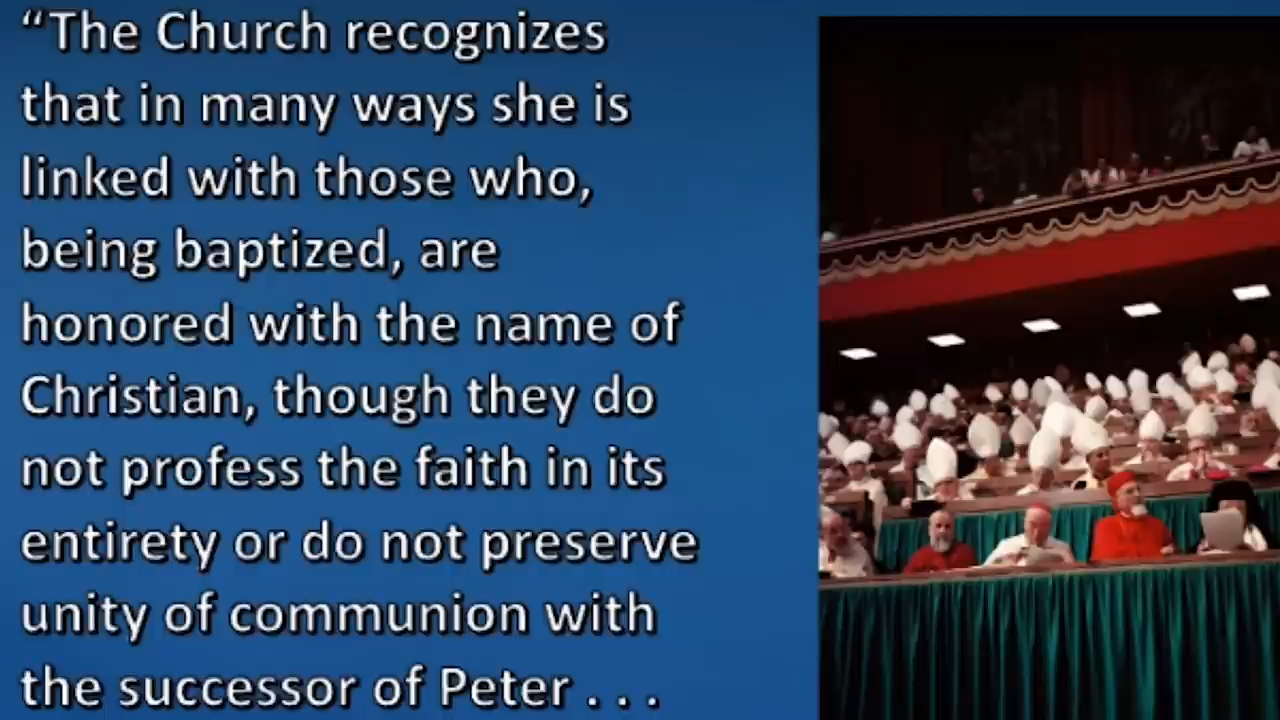 “The Church recognizes
that in many ways she is
linked with those who,
being baptized, are
honored with the name of
Christian, though they do
not profess the faith in its
entirety or do not preserve
unity of communion with
the successor of Peter . . .